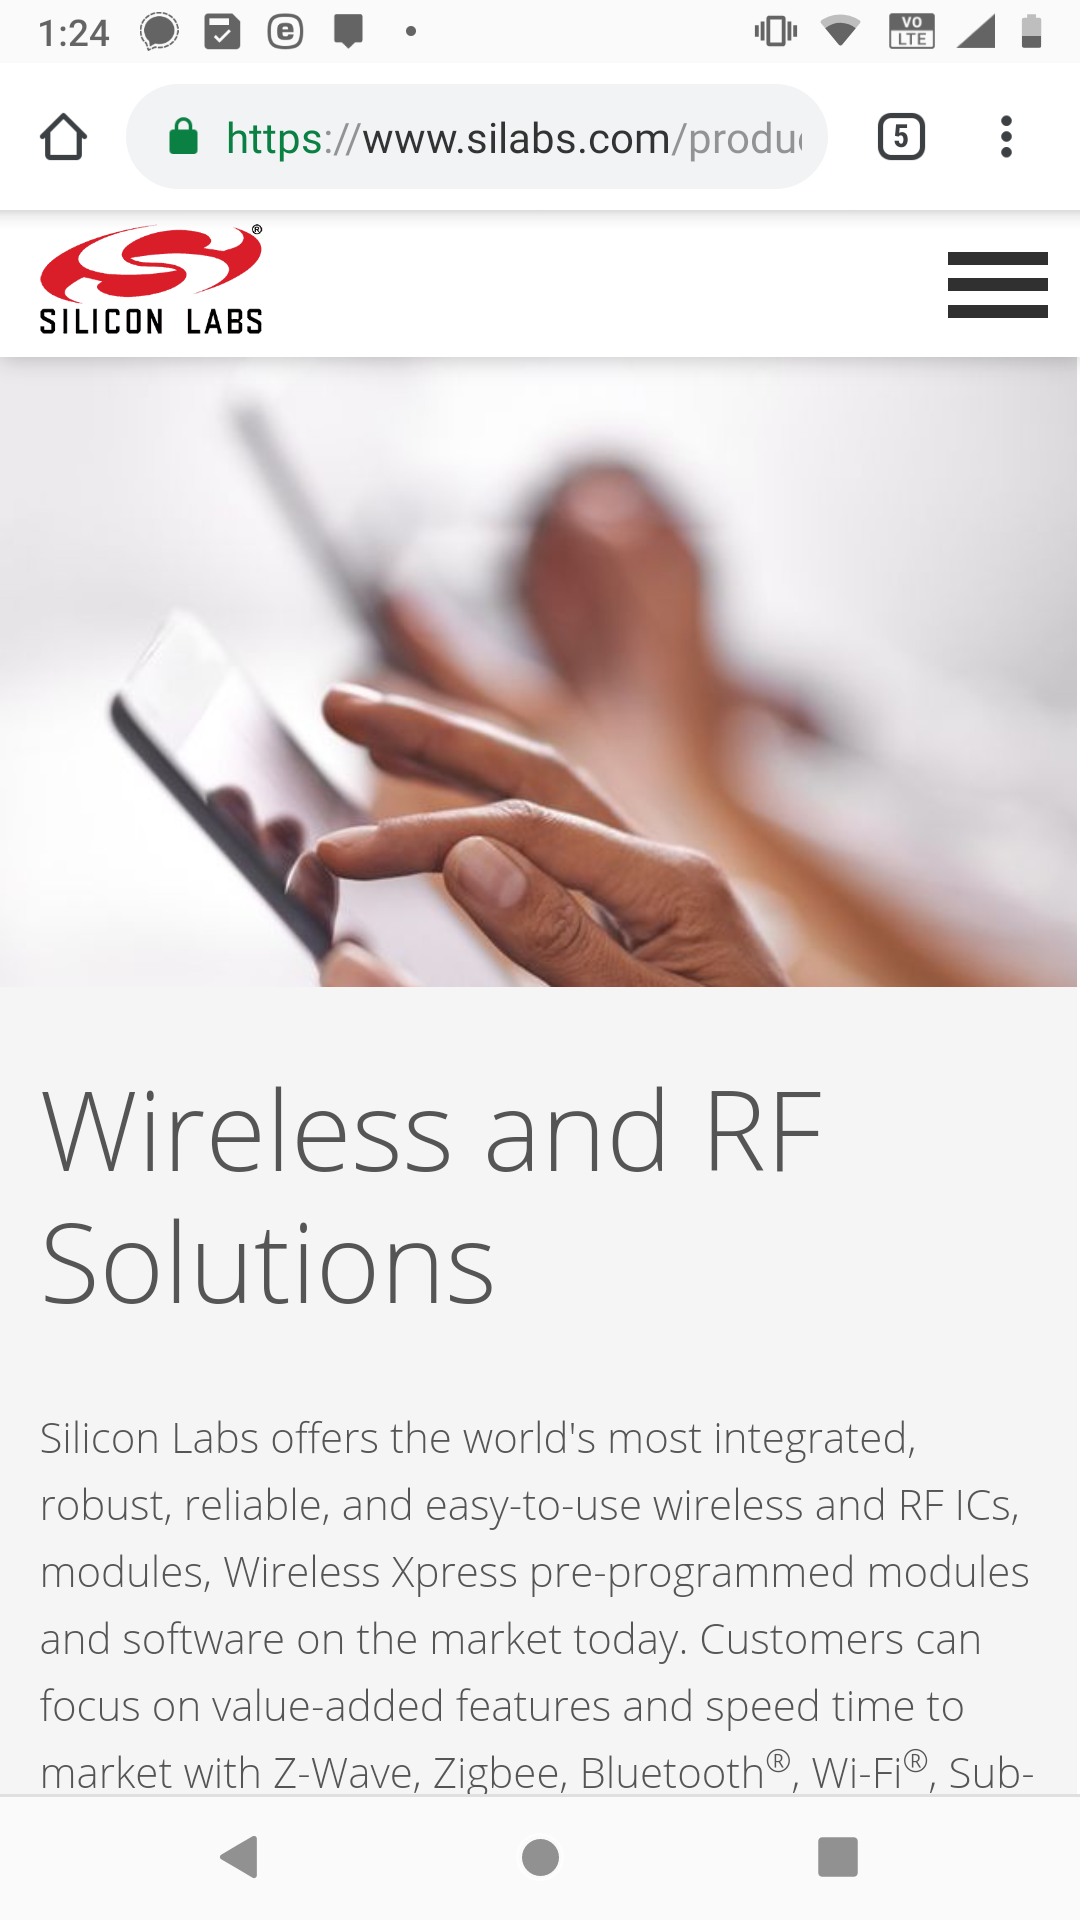 1:24
VO
LTE
https://www.silabs.com/produ
5
®
SILICON LABS
Wireless and RF
Solutions
Silicon Labs offers the world's most integrated,
robust, reliable, and easy-to-use wireless and RF ICs,
modules, Wireless Xpress pre-programmed modules
and software on the market today. Customers can
focus on value-added features and speed time to
market with Z-Wave, Zigbee, Bluetooth®, Wi-Fi®, Sub-